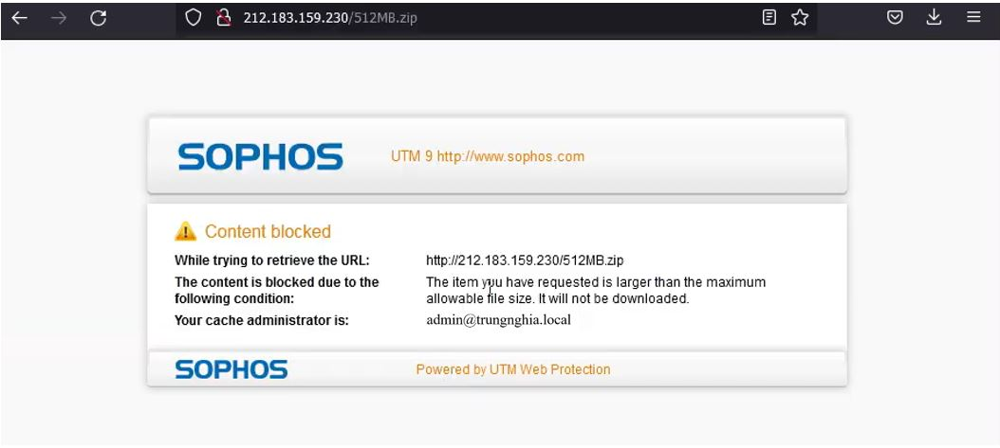 212.183.159.230/512MB.zip
SOPHOS
UTM 9 http://www.sophos.com
Content blocked
While trying to retrieve the URL: http://212.183.159.230/512MB.zip
The content is blocked due to the The item you have requested is larger than the maximum
following condition: allowable file size. It will not be downloaded.
Your cache administrator is: admin@trungnghia.local
SOPHOS
Powered by UTM Web Protection